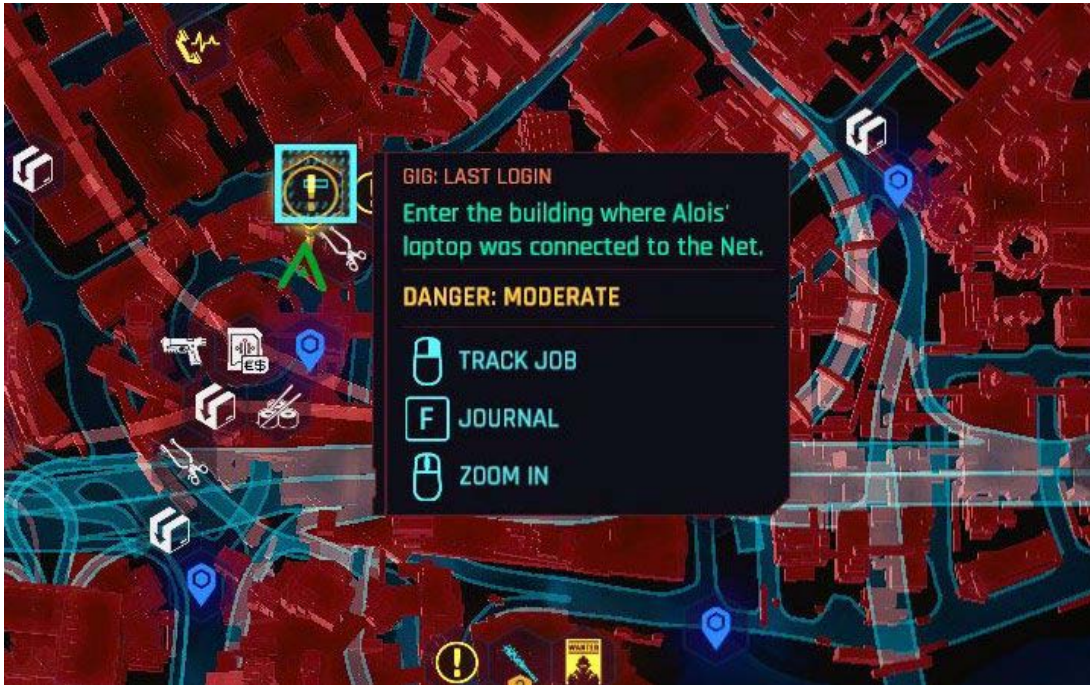 GIG: LAST LOGIN
Enter the building where Alois'
laptop was connected to the Net.
DANGER: MODERATE
TRACK JOB
F JOURNAL
ZOOM IN
E$
WANTED